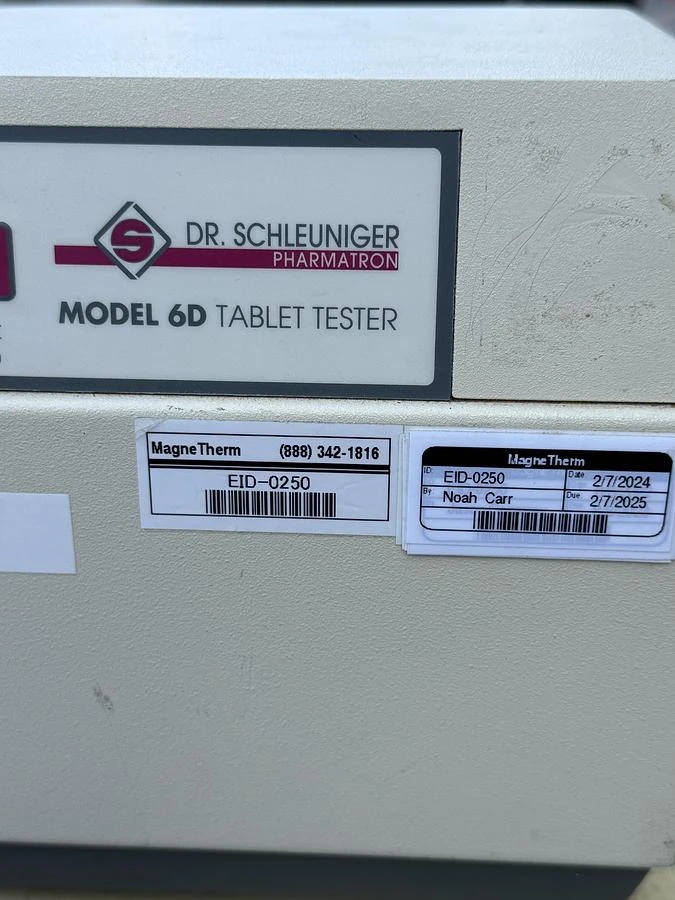 S
DR. SCHLEUNIGER
PHARMATRON
MODEL 6D TABLET TESTER
MagneTherm (888) 342-1816
EID-0250
MagneTherm
ID EID-0250 Date 2/7/2024
By Noah Carr Due 2/7/2025